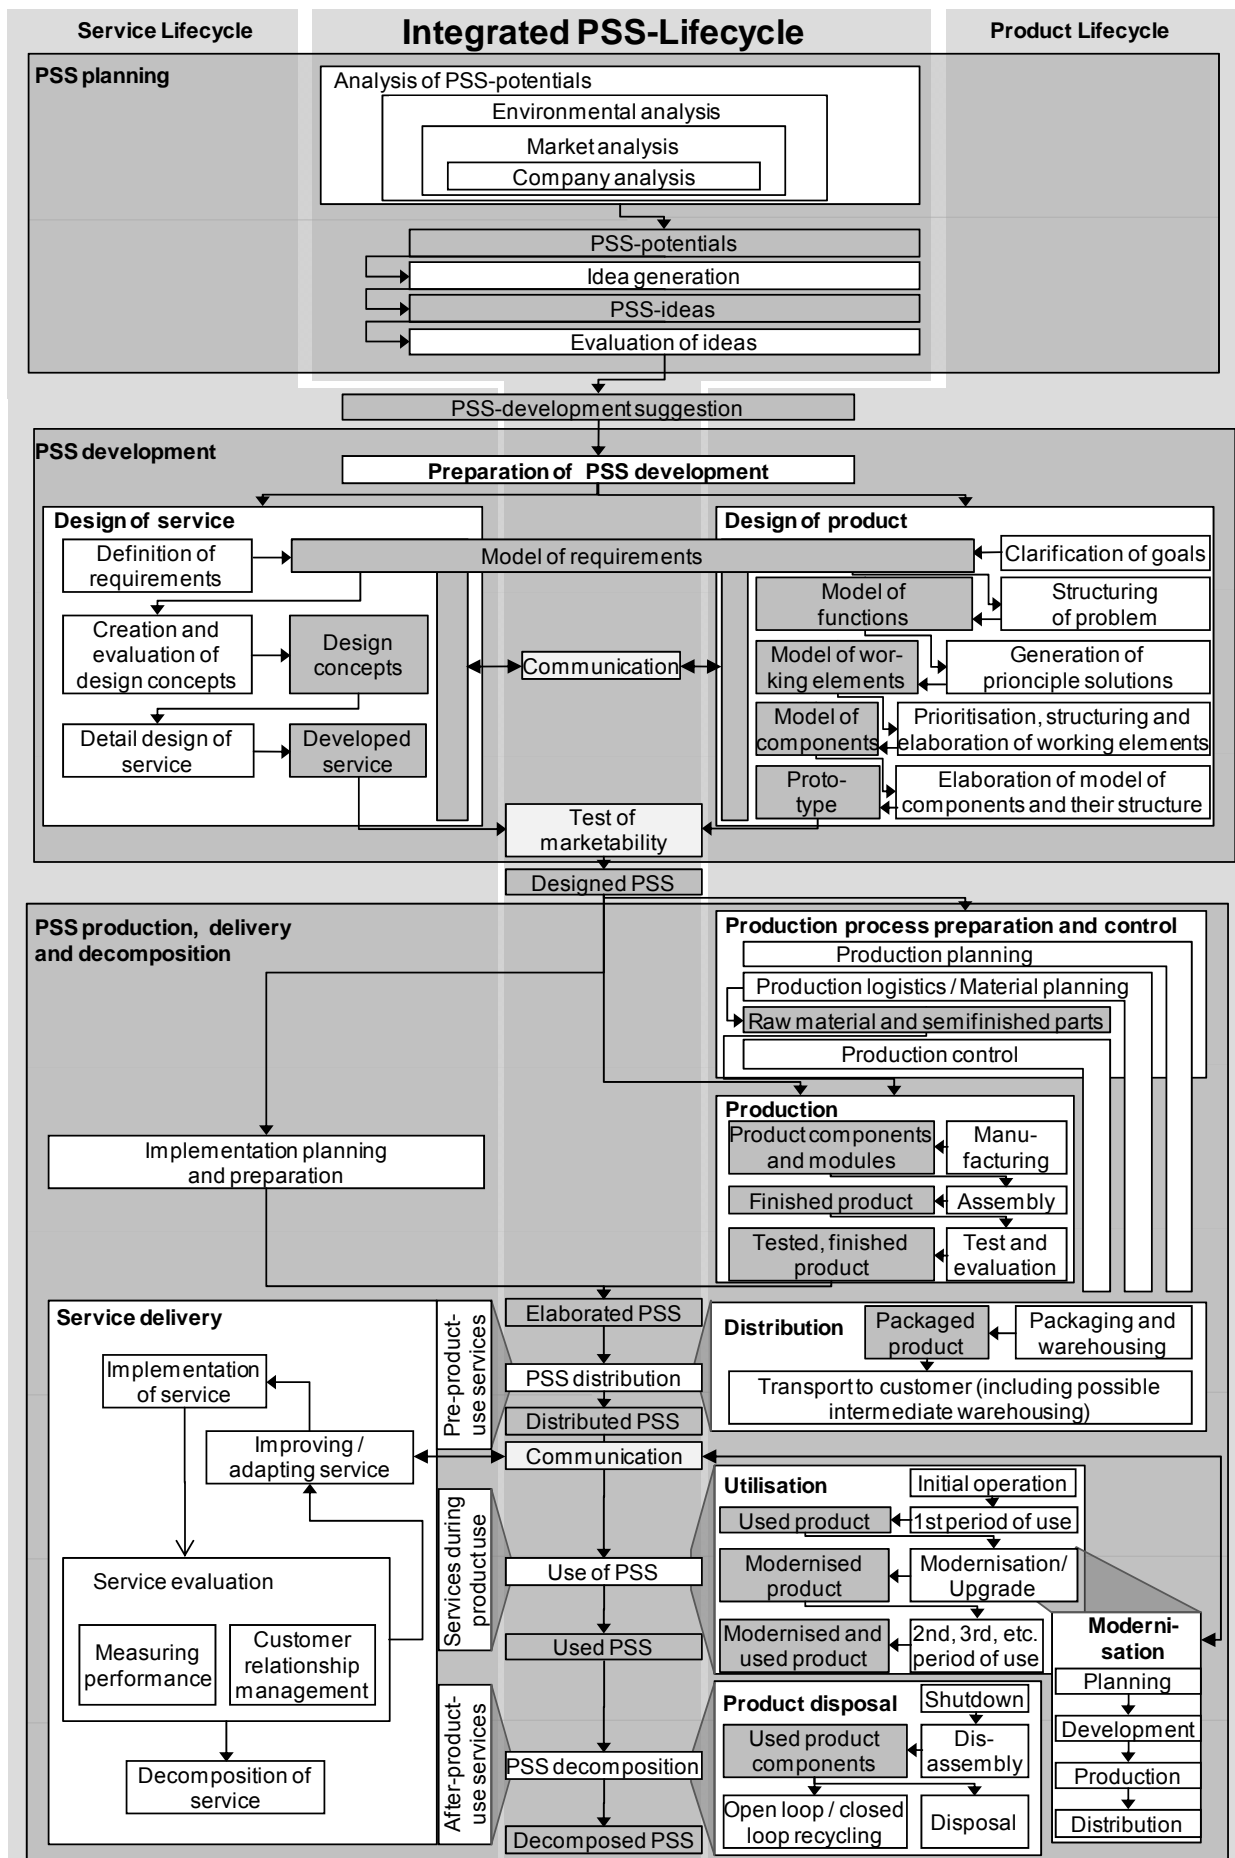 Service Lifecycle
Integrated PSS-Lifecycle
Product Lifecycle
PSS planning
Analysis of PSS-potentials
Environmental analysis
Market analysis
Company analysis
PSS-potentials
Idea generation
PSS-ideas
Evaluation of ideas
PSS-development suggestion
PSS development
Preparation of PSS development
Design of service
Definition of
requirements
Creation and
evaluation of
design concepts
Design
concepts
Detail design of
service
Developed
service
Model of requirements
Communication
Test of
marketability
Design of product
Clarification of goals
Model of
functions
Structuring
of problem
Model of wor-
king elements
Generation of
prionciple solutions
Model of
components
Prioritisation, structuring and
elaboration of working elements
Proto-
type
Elaboration of model of
components and their structure
Designed PSS
PSS production, delivery
and decomposition
Production process preparation and control
Production planning
Production logistics / Material planning
Raw material and semifinished parts
Production control
Implementation planning
and preparation
Production
Product components
and modules
Manu-
facturing
Finished product
Assembly
Tested, finished
product
Test and
evaluation
Service delivery
Implementation
of service
Improving /
adapting service
Service evaluation
Measuring
performance
Customer
relationship
management
Decomposition of
service
Pre-product-
use services
Services during
product use
After-product-
use services
Elaborated PSS
PSS distribution
Distributed PSS
Communication
Use of PSS
Used PSS
PSS decomposition
Decomposed PSS
Distribution
Packaged
product
Packaging and
warehousing
Transport to customer (including possible
intermediate warehousing)
Utilisation
Initial operation
Used product
1st period of use
Modernised
product
Modernisation/
Upgrade
Modernised and
used product
2nd, 3rd, etc.
period of use
Product disposal
Shutdown
Used product
components
Dis-
assembly
Open loop / closed
loop recycling
Disposal
Moderni-
sation
Planning
Development
Production
Distribution